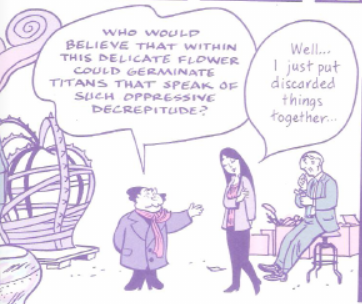 WHO WOULD
BELIEVE THAT WITHIN
THIS DELICATE FLOWER
COULD GERMINATE
TITANS THAT SPEAK OF
SUCH OPPRESSIVE
DECREPITUDE?
Well...
I just put
discarded
things
together...